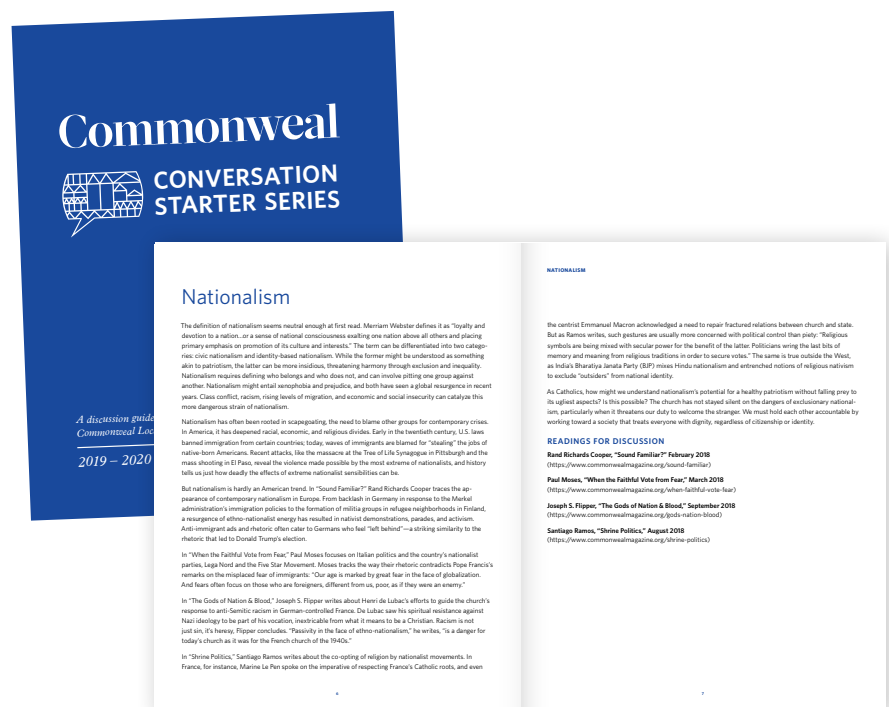 Commonweal
CONVERSATION
STARTER SERIES
A discussion guide
Commonweal Loc
2019 – 2020
Nationalism
The definition of nationalism seems neutral enough at first read. Merriam Webster defines it as “loyalty and
devotion to a nation...or a sense of national consciousness exalting one nation above all others and placing
primary emphasis on promotion of its culture and interests.” The term can be differentiated into two catego-
ries: civic nationalism and identity-based nationalism. While the former might be understood as something
akin to patriotism, the latter can be more insidious, threatening harmony through exclusion and inequality.
Nationalism requires defining who belongs and who does not, and can involve pitting one group against
another. Nationalism might entail xenophobia and prejudice, and both have seen a global resurgence in recent
years. Class conflict, racism, rising levels of migration, and economic and social insecurity can catalyze this
more dangerous strain of nationalism.
Nationalism has often been rooted in scapegoating, the need to blame other groups for contemporary crises.
In America, it has deepened racial, economic, and religious divides. Early in the twentieth century, U.S. laws
banned immigration from certain countries; today, waves of immigrants are blamed for “stealing” the jobs of
native-born Americans. Recent attacks, like the massacre at the Tree of Life Synagogue in Pittsburgh and the
mass shooting in El Paso, reveal the violence made possible by the most extreme of nationalists, and history
tells us just how deadly the effects of extreme nationalist sensibilities can be.
But nationalism is hardly an American trend. In “Sound Familiar?” Rand Richards Cooper traces the ap-
pearance of contemporary nationalism in Europe. From backlash in Germany in response to the Merkel
administration’s immigration policies to the formation of militia groups in refugee neighborhoods in Finland,
a resurgence of ethno-nationalist energy has resulted in nativist demonstrations, parades, and activism.
Anti-immigrant ads and rhetoric often cater to Germans who feel “left behind”—a striking similarity to the
rhetoric that led to Donald Trump’s election.
In “When the Faithful Vote from Fear,” Paul Moses focuses on Italian politics and the country’s nationalist
parties, Lega Nord and the Five Star Movement. Moses tracks the way their rhetoric contradicts Pope Francis’s
remarks on the misplaced fear of immigrants: “Our age is marked by great fear in the face of globalization.
And fears often focus on those who are foreigners, different from us, poor, as if they were an enemy.”
In “The Gods of Nation & Blood,” Joseph S. Flipper writes about Henri de Lubac’s efforts to guide the church’s
response to anti-Semitic racism in German-controlled France. De Lubac saw his spiritual resistance against
Nazi ideology to be part of his vocation, inextricable from what it means to be a Christian. Racism is not
just sin, it’s heresy, Flipper concludes. “Passivity in the face of ethno-nationalism,” he writes, “is a danger for
today’s church as it was for the French church of the 1940s.”
In “Shrine Politics,” Santiago Ramos writes about the co-opting of religion by nationalist movements. In
France, for instance, Marine Le Pen spoke on the imperative of respecting France’s Catholic roots, and even
6
NATIONALISM
the centrist Emmanuel Macron acknowledged a need to repair fractured relations between church and state.
But as Ramos writes, such gestures are usually more concerned with political control than piety: “Religious
symbols are being mixed with secular power for the benefit of the latter. Politicians wring the last bits of
memory and meaning from religious traditions in order to secure votes.” The same is true outside the West,
as India’s Bharatiya Janata Party (BJP) mixes Hindu nationalism and entrenched notions of religious nativism
to exclude “outsiders” from national identity.
As Catholics, how might we understand nationalism’s potential for a healthy patriotism without falling prey to
its ugliest aspects? Is this possible? The church has not stayed silent on the dangers of exclusionary national-
ism, particularly when it threatens our duty to welcome the stranger. We must hold each other accountable by
working toward a society that treats everyone with dignity, regardless of citizenship or identity.
READINGS FOR DISCUSSION
Rand Richards Cooper, “Sound Familiar?” February 2018
(https://www.commonwealmagazine.org/sound-familiar)
Paul Moses, “When the Faithful Vote from Fear,” March 2018
(https://www.commonwealmagazine.org/when-faithful-vote-fear)
Joseph S. Flipper, “The Gods of Nation & Blood,” September 2018
(https://www.commonwealmagazine.org/gods-nation-blood)
Santiago Ramos, “Shrine Politics,” August 2018
(https://www.commonwealmagazine.org/shrine-politics)
7